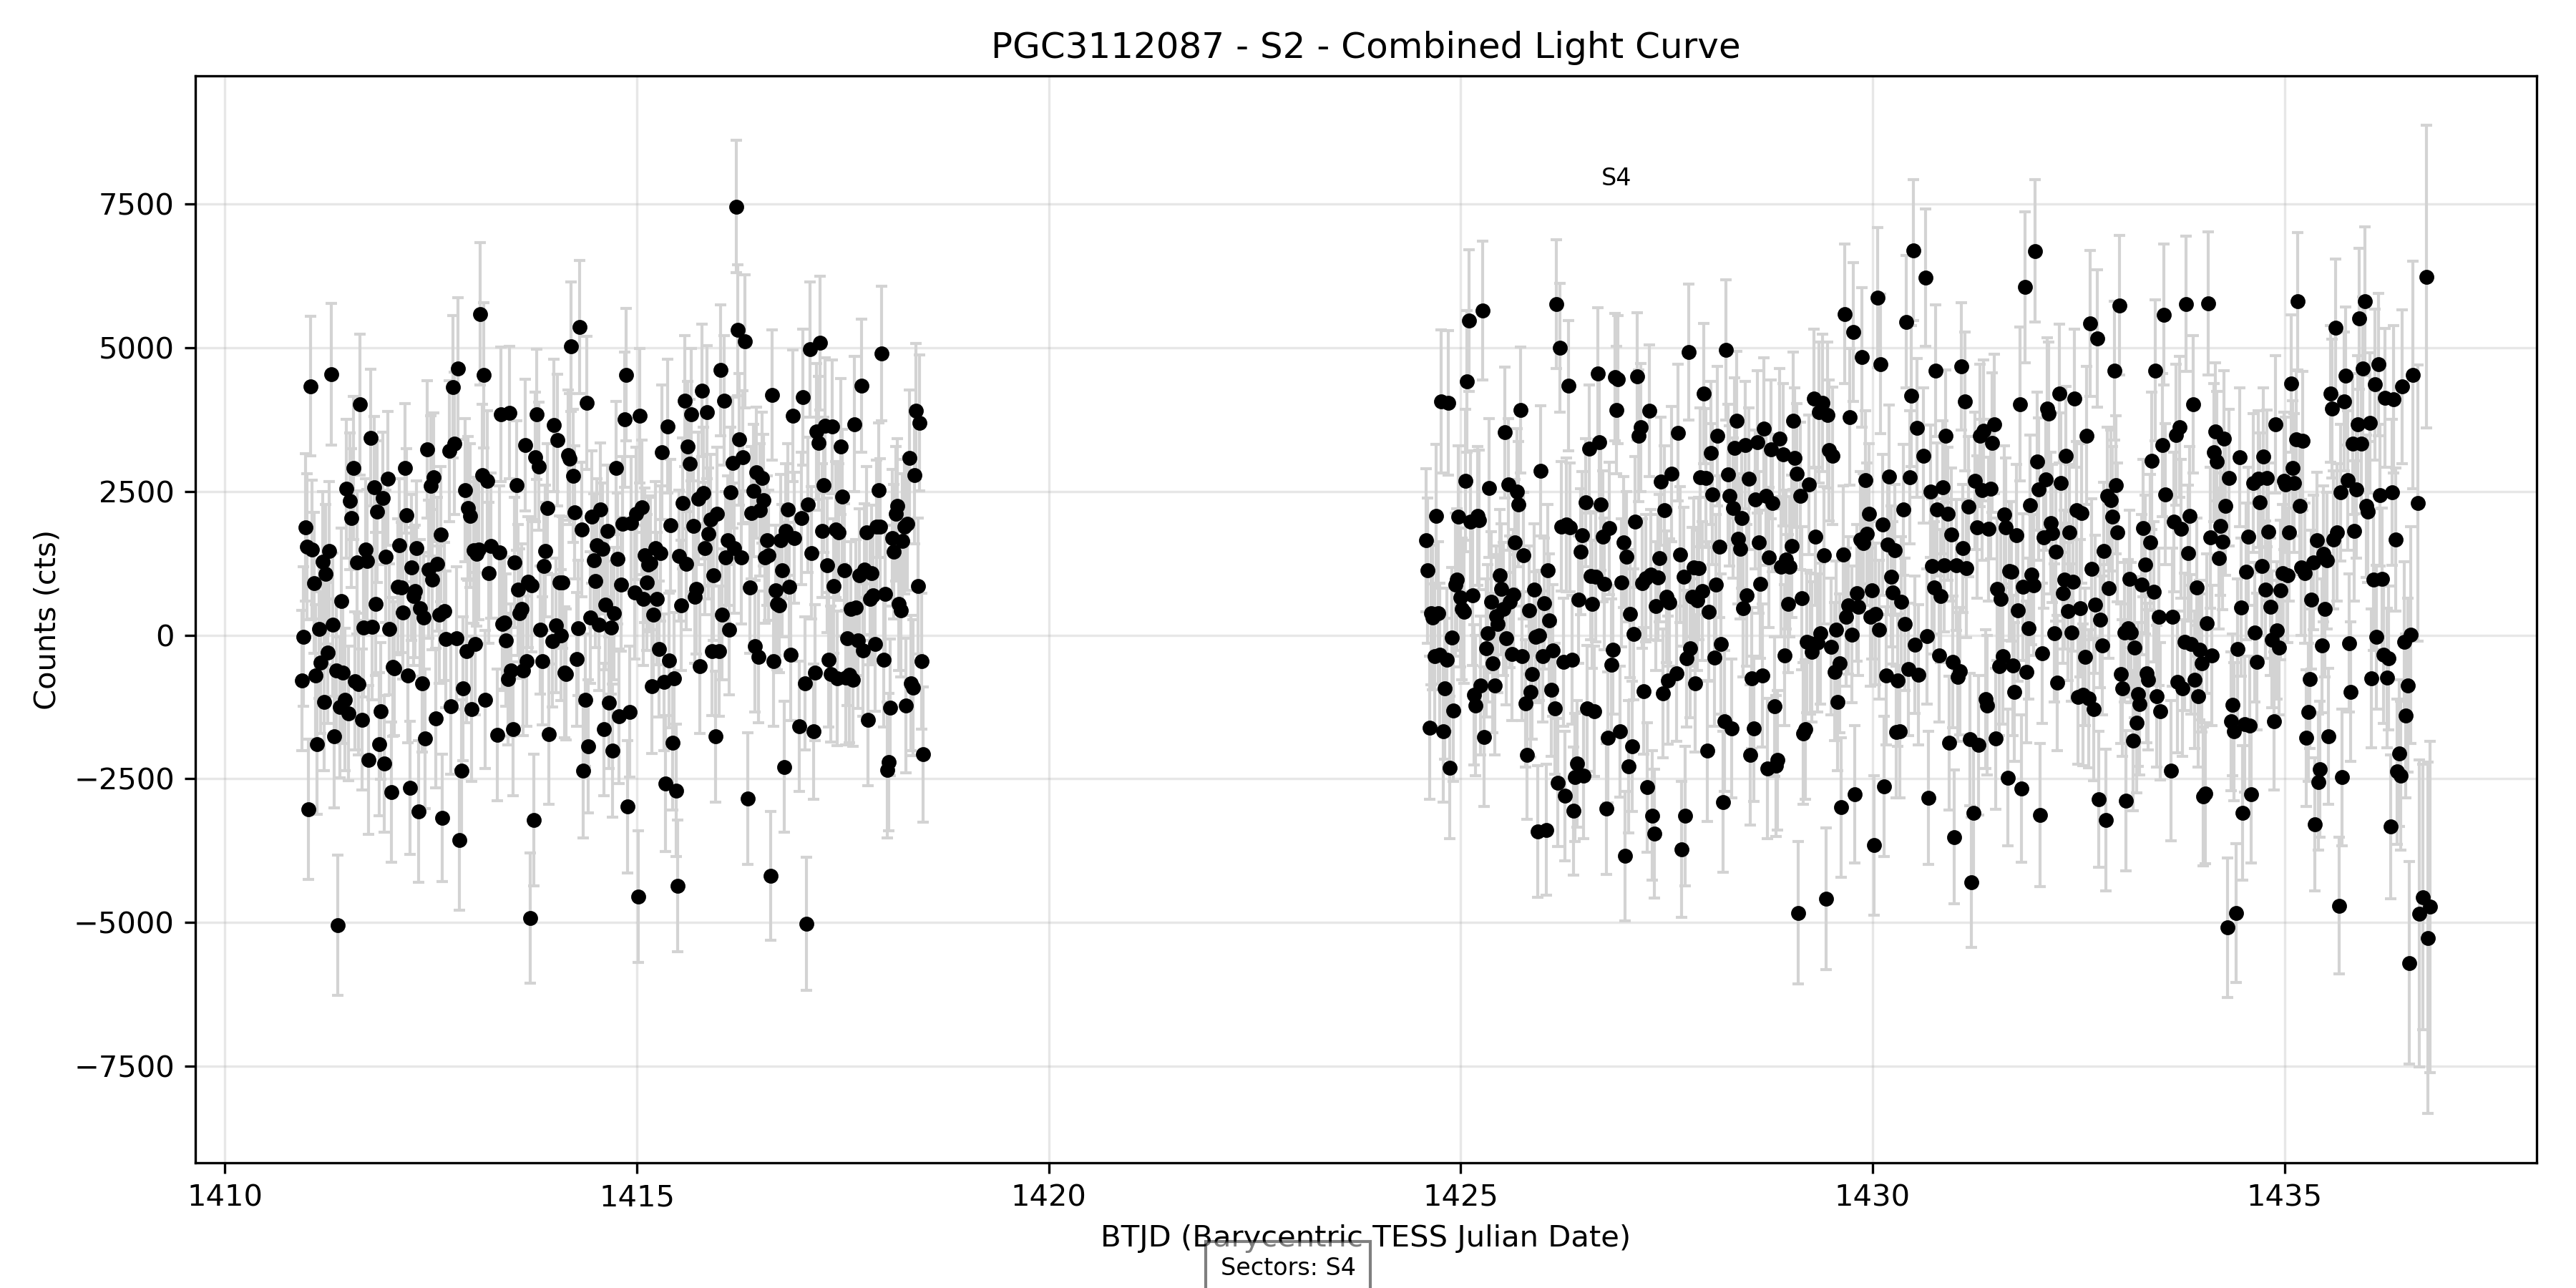 PGC3112087 - S2 - Combined Light Curve
S4
Counts (cts)
7500
5000
2500
0
−2500
−5000
−7500
1410 1415 1420 1425 1430 1435
BTJD (Barycentric TESS Julian Date)
Sectors: S4